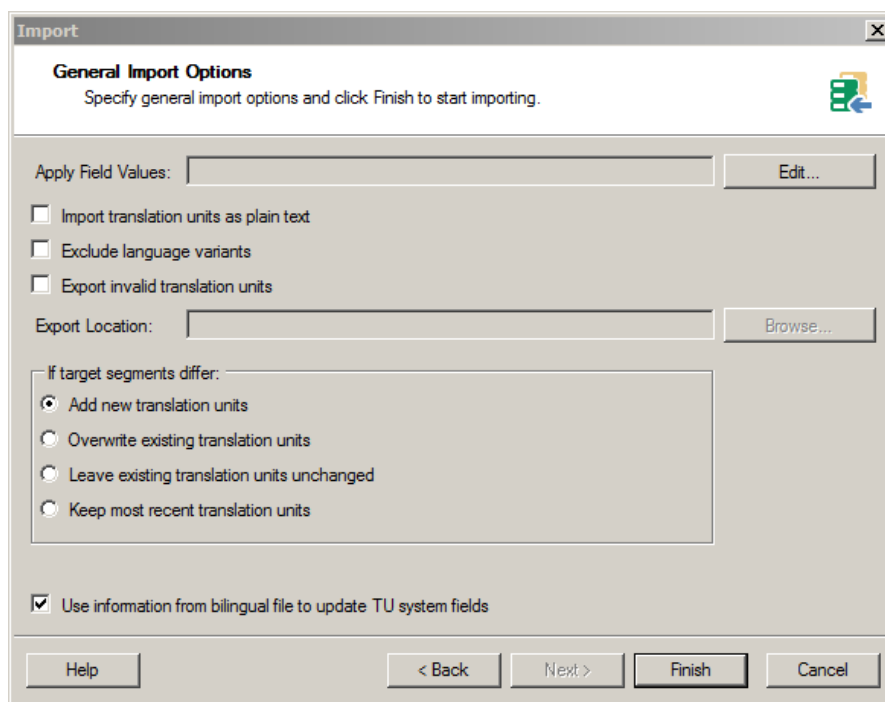 Import
General Import Options
Specify general import options and click Finish to start importing.
Apply Field Values:
Edit...
Import translation units as plain text
Exclude language variants
Export invalid translation units
Export Location:
Browse...
If target segments differ:
Add new translation units
Overwrite existing translation units
Leave existing translation units unchanged
Keep most recent translation units
Use information from bilingual file to update TU system fields
Help
< Back
Next >
Finish
Cancel